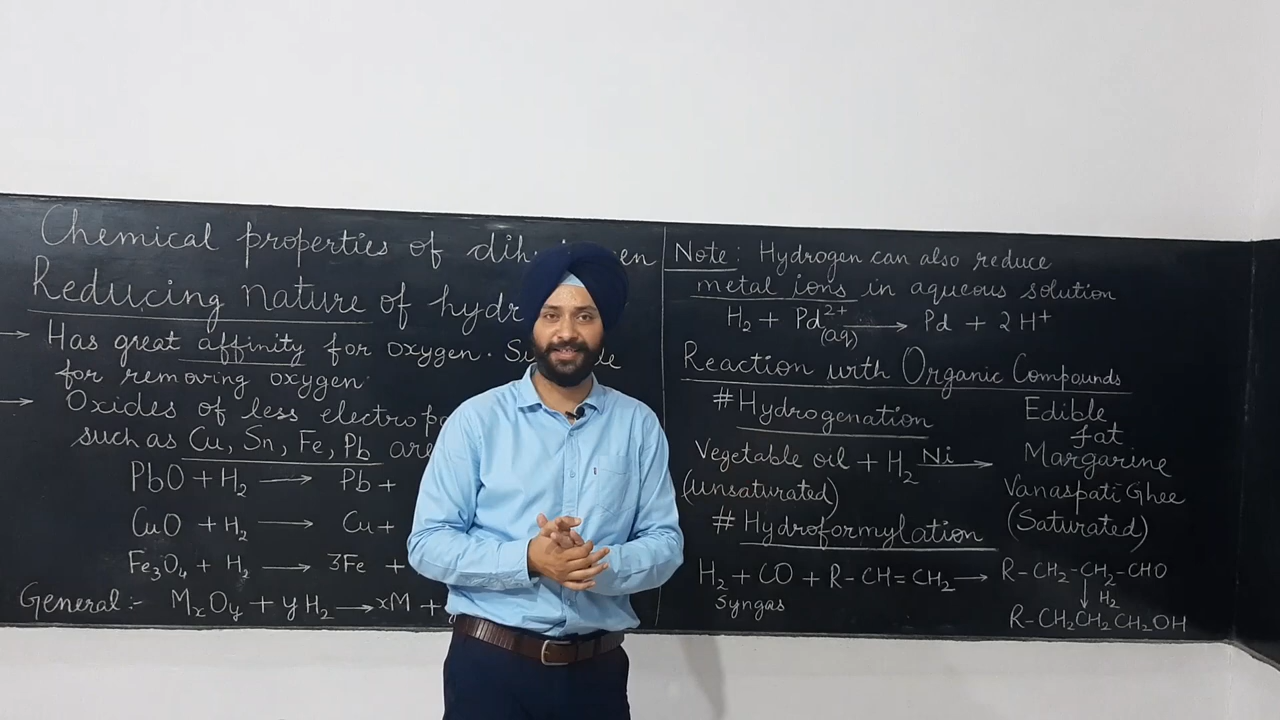 Chemical properties of dih en
Reducing nature of hydr
→ Has great affinity for oxygen. Su le
for removing oxygen.
→ Oxides of less electropo
such as Cu, Sn, Fe, Pb are
PbO + H₂ → Pb +
CuO + H₂ → Cu +
Fe₃O₄ + H₂ → 3Fe +
General:- MₓOᵧ + yH₂ → xM +
Note: Hydrogen can also reduce
metal ions in aqueous solution
H₂ + Pd²⁺(aq) → Pd + 2H⁺
Reaction with Organic Compounds
# Hydrogenation
Vegetable oil + H₂ Ni →
(Unsaturated)
Edible
fat
Margarine
Vanaspati Ghee
(Saturated)
# Hydroformylation
H₂ + CO + R-CH=CH₂ → R-CH₂-CH₂-CHO
Syngas
↓ H₂
R-CH₂CH₂CH₂OH